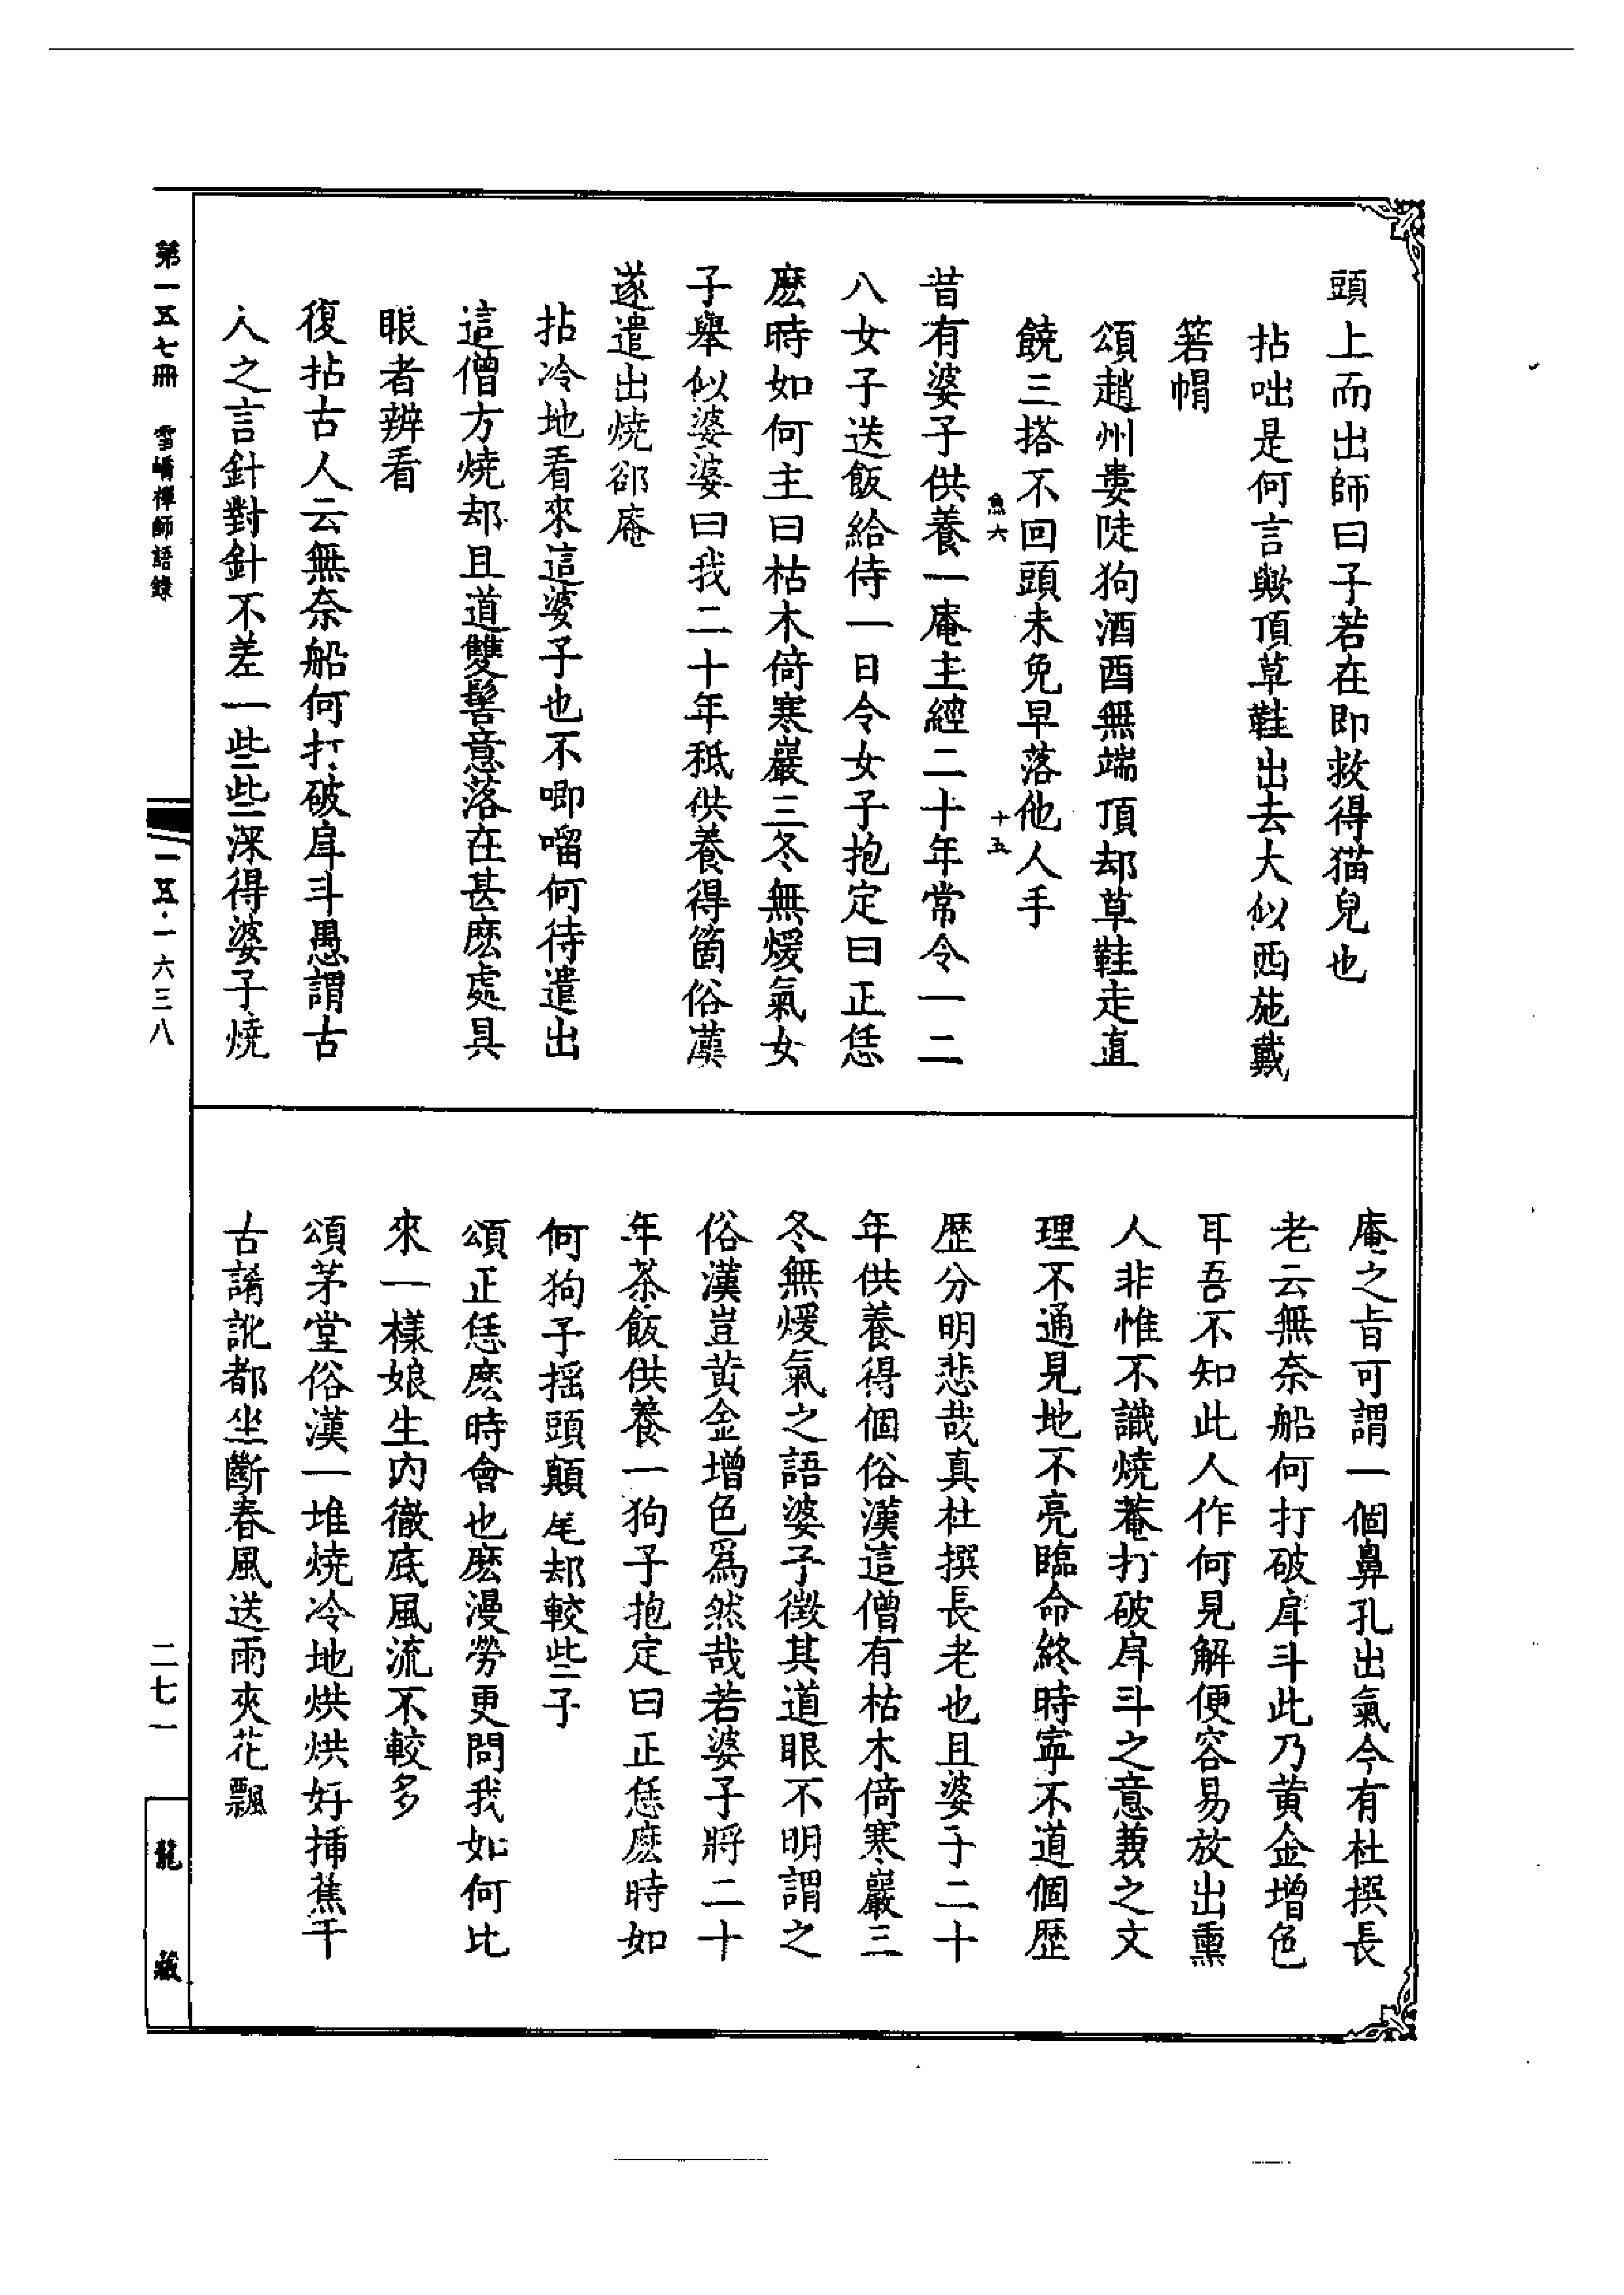 頭上而出師曰子若在即救得猫兒也
拈咄是何言歟頂草鞋出去大似西施戴
箬帽
頌趙州婁陡狗酒酉無端頂却草鞋走直
饒三搭不回頭未免早落他人手
魚六
十五
昔有婆子供養一庵主經二十年常令一二
八女子送飯給侍一日令女子抱定曰正恁
麽時如何主曰枯木倚寒巖三冬無煖氣女
子舉似婆婆曰我二十年秖供養得箇俗漢
遂遣出燒郤庵
拈冷地看來這婆子也不唧𠺕何待遣出
這僧方燒却且道雙髻意落在甚麽處具
眼者辨看
復拈古人云無奈船何打破戽斗愚謂古
人之言針對針不差一些些深得婆子燒
庵之旨可謂一個鼻孔出氣今有杜撰長
老云無奈船何打破戽斗此乃黃金增色
耳吾不知此人作何見解便容易放出熏
人非惟不識燒菴打破戽斗之意兼之文
理不通見地不亮臨命終時寧不道個歷
歷分明悲哉真杜撰長老也且婆子二十
年供養得個俗漢這僧有枯木倚寒巖三
冬無煖氣之語婆子徵其道眼不明謂之
俗漢豈黃金增色爲然哉若婆子將二十
年茶飯供養一狗子抱定曰正恁麽時如
何狗子摇頭顛尾却較些子
頌正恁麽時會也麽漫勞更問我如何比
來一樣娘生肉徹底風流不較多
頌茅堂俗漢一堆燒冷地烘烘好插蕉千
古誵訛都坐斷春風送雨夾花飄
第一五七冊 雪嶠禪師語錄
一五·一六三八
二七一
龍藏